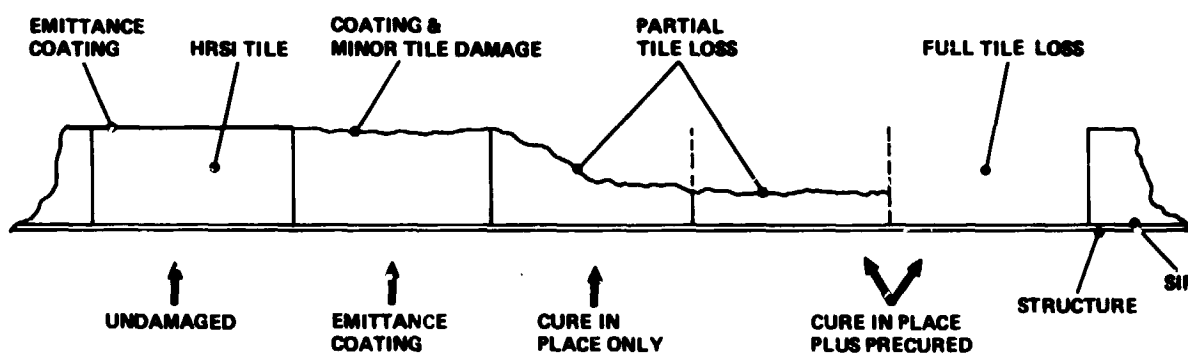 EMITTANCE
COATING
HRSI TILE
COATING &
MINOR TILE DAMAGE
PARTIAL
TILE LOSS
FULL TILE LOSS
UNDAMAGED
EMITTANCE
COATING
CURE IN
PLACE ONLY
CURE IN PLACE
PLUS PRECURED
STRUCTURE